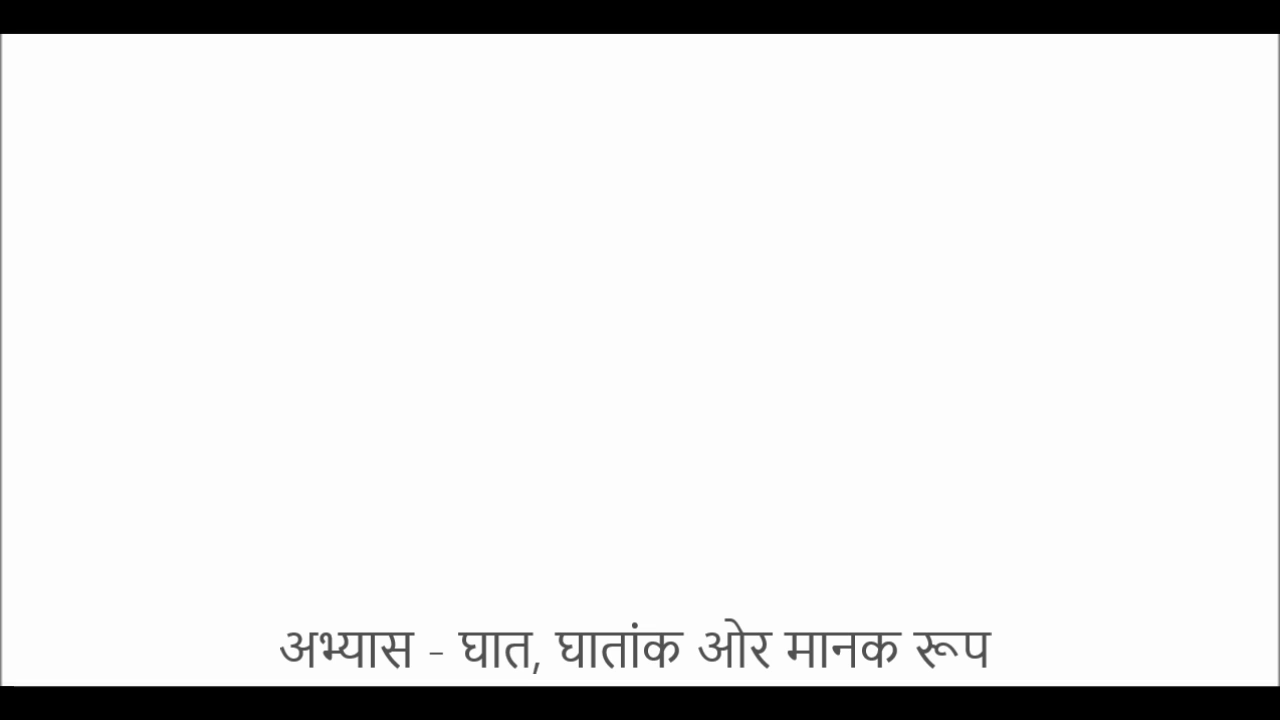 अभ्यास - घात, घातांक ओर मानक रूप